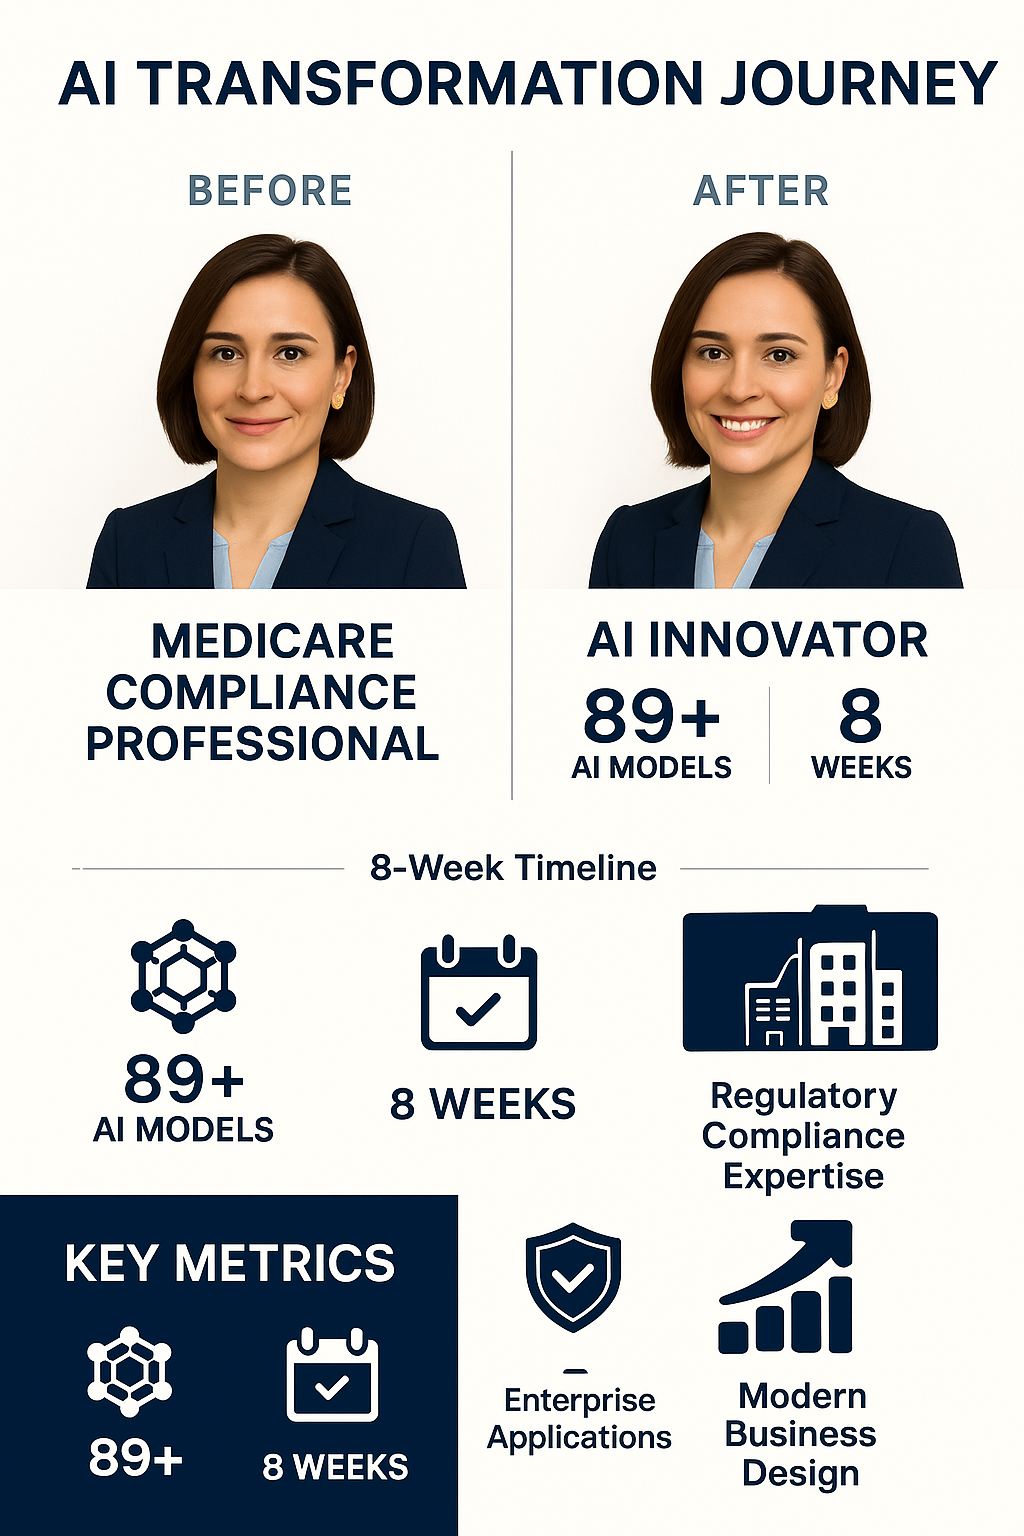 AI TRANSFORMATION JOURNEY
BEFORE
MEDICARE
COMPLIANCE
PROFESSIONAL
AFTER
AI INNOVATOR
89+
AI MODELS
8
WEEKS
8-Week Timeline
89+
AI MODELS
8 WEEKS
Regulatory
Compliance
Expertise
KEY METRICS
89+
8 WEEKS
Enterprise
Applications
Modern
Business
Design